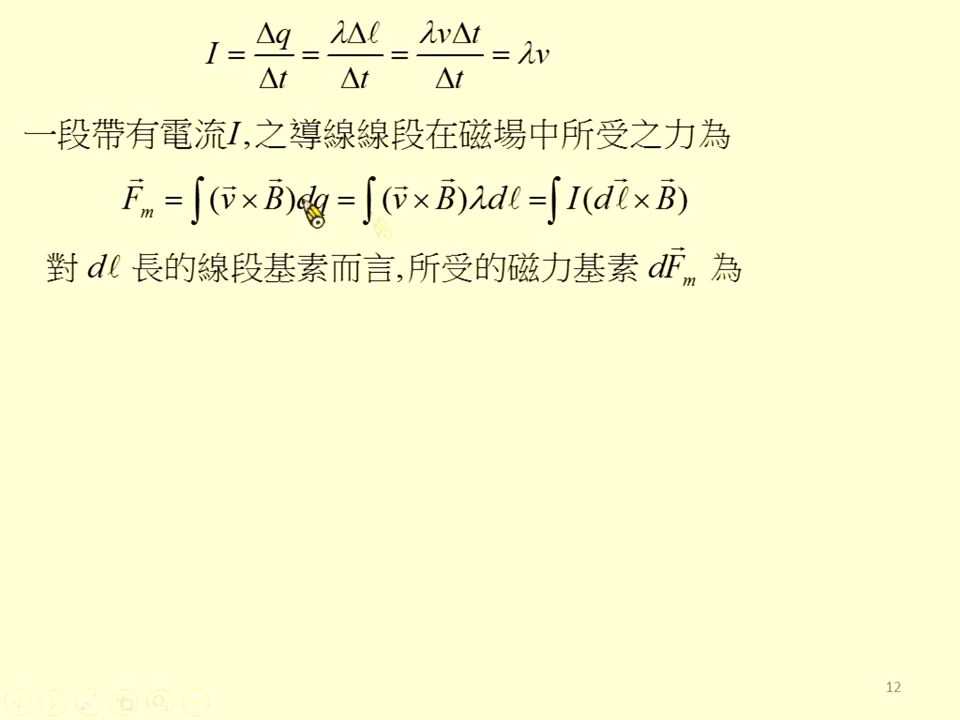 I = Δq/Δt = λΔℓ/Δt = λvΔt/Δt = λv
一段帶有電流I,之導線線段在磁場中所受之力為
F⃗ₘ = ∫(v⃗ × B⃗)dq = ∫(v⃗ × B⃗)λdℓ = ∫I(dℓ⃗ × B⃗)
對 dℓ 長的線段基素而言,所受的磁力基素 dF⃗ₘ 為
12